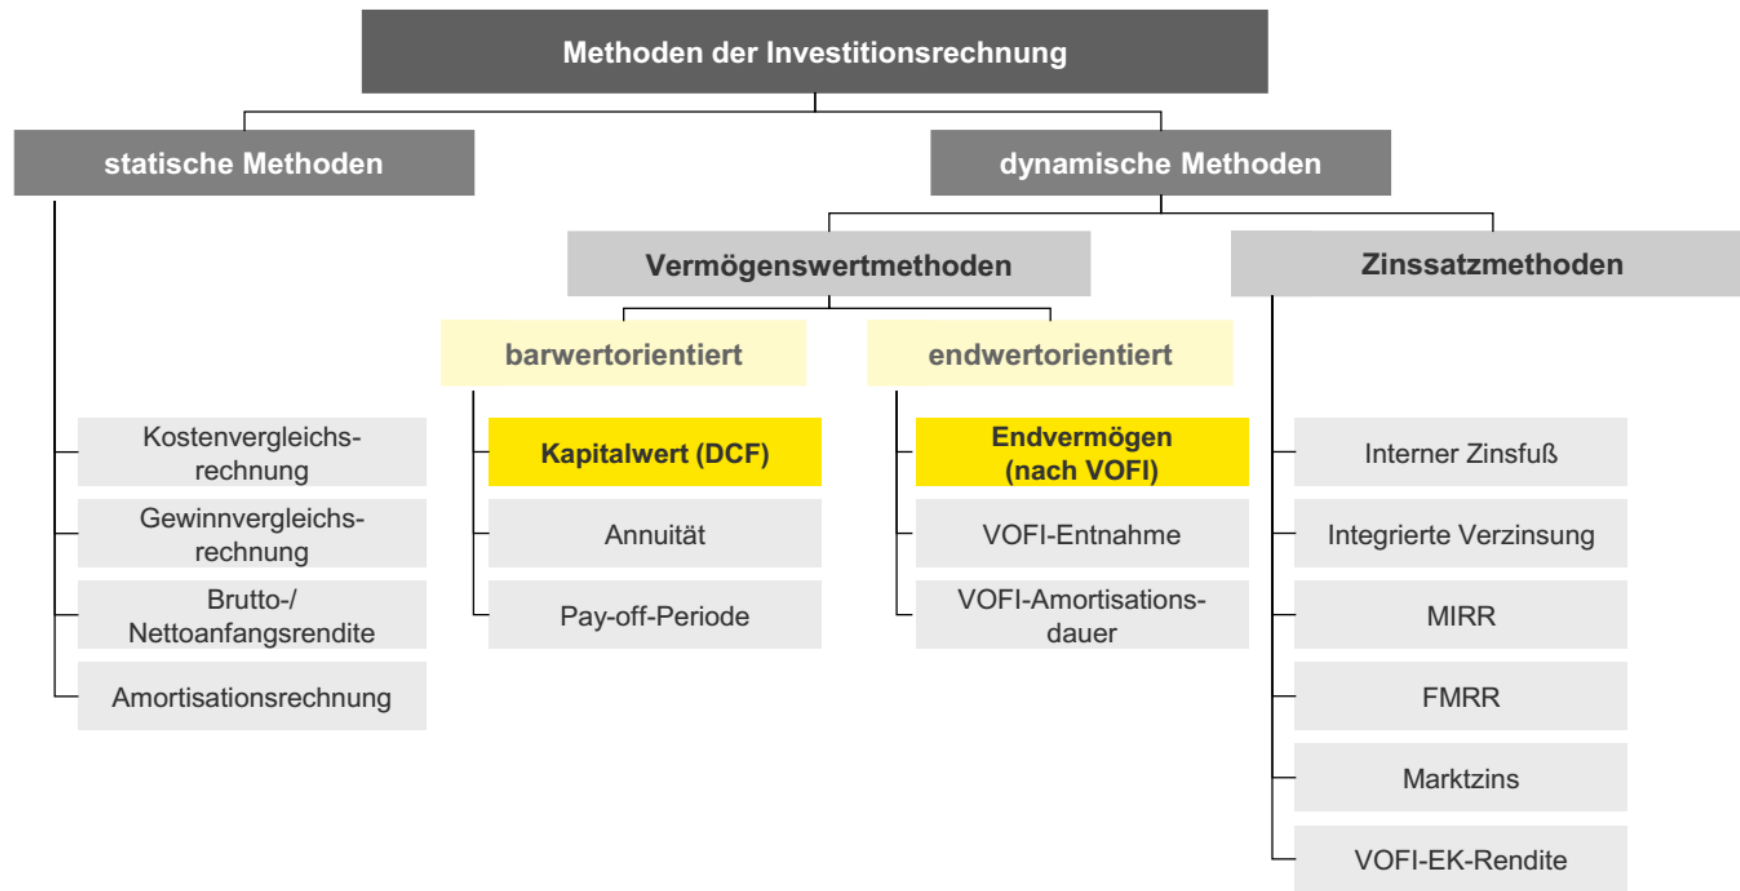 Methoden der Investitionsrechnung
statische Methoden
dynamische Methoden
Vermögenswertmethoden
Zinssatzmethoden
barwertorientiert
endwertorientiert
Kostenvergleichs-
rechnung
Gewinnvergleichs-
rechnung
Brutto-/
Nettoanfangsrendite
Amortisationsrechnung
Kapitalwert (DCF)
Annuität
Pay-off-Periode
Endvermögen
(nach VOFI)
VOFI-Entnahme
VOFI-Amortisations-
dauer
Interner Zinsfuß
Integrierte Verzinsung
MIRR
FMRR
Marktzins
VOFI-EK-Rendite